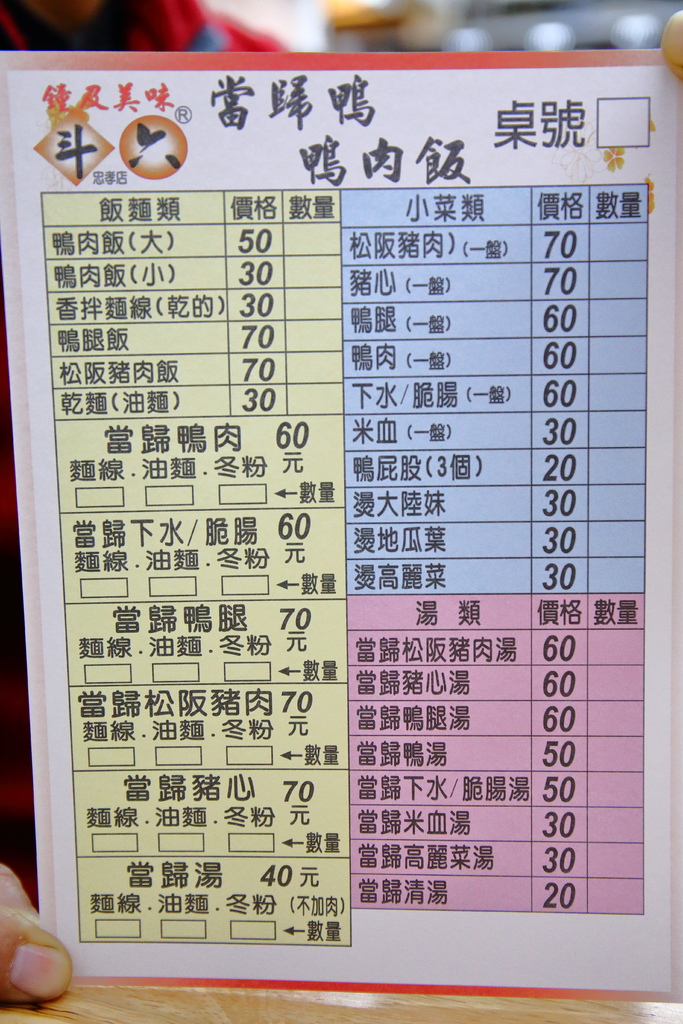 鐘及美味
斗六®
忠孝店
當歸鴨
鴨肉飯
桌號
飯麵類 價格 數量
鴨肉飯(大) 50
鴨肉飯(小) 30
香拌麵線(乾的) 30
鴨腿飯 70
松阪豬肉飯 70
乾麵(油麵) 30
當歸鴨肉 60元
麵線.油麵.冬粉
←數量
當歸下水/脆腸 60元
麵線.油麵.冬粉
←數量
當歸鴨腿 70元
麵線.油麵.冬粉
←數量
當歸松阪豬肉 70元
麵線.油麵.冬粉
←數量
當歸豬心 70元
麵線.油麵.冬粉
←數量
當歸湯 40元
麵線.油麵.冬粉(不加肉)
←數量
小菜類 價格 數量
松阪豬肉)(一盤) 70
豬心(一盤) 70
鴨腿(一盤) 60
鴨肉(一盤) 60
下水/脆腸(一盤) 60
米血(一盤) 30
鴨屁股(3個) 20
燙大陸妹 30
燙地瓜葉 30
燙高麗菜 30
湯類 價格 數量
當歸松阪豬肉湯 60
當歸豬心湯 60
當歸鴨腿湯 60
當歸鴨湯 50
當歸下水/脆腸湯 50
當歸米血湯 30
當歸高麗菜湯 30
當歸清湯 20